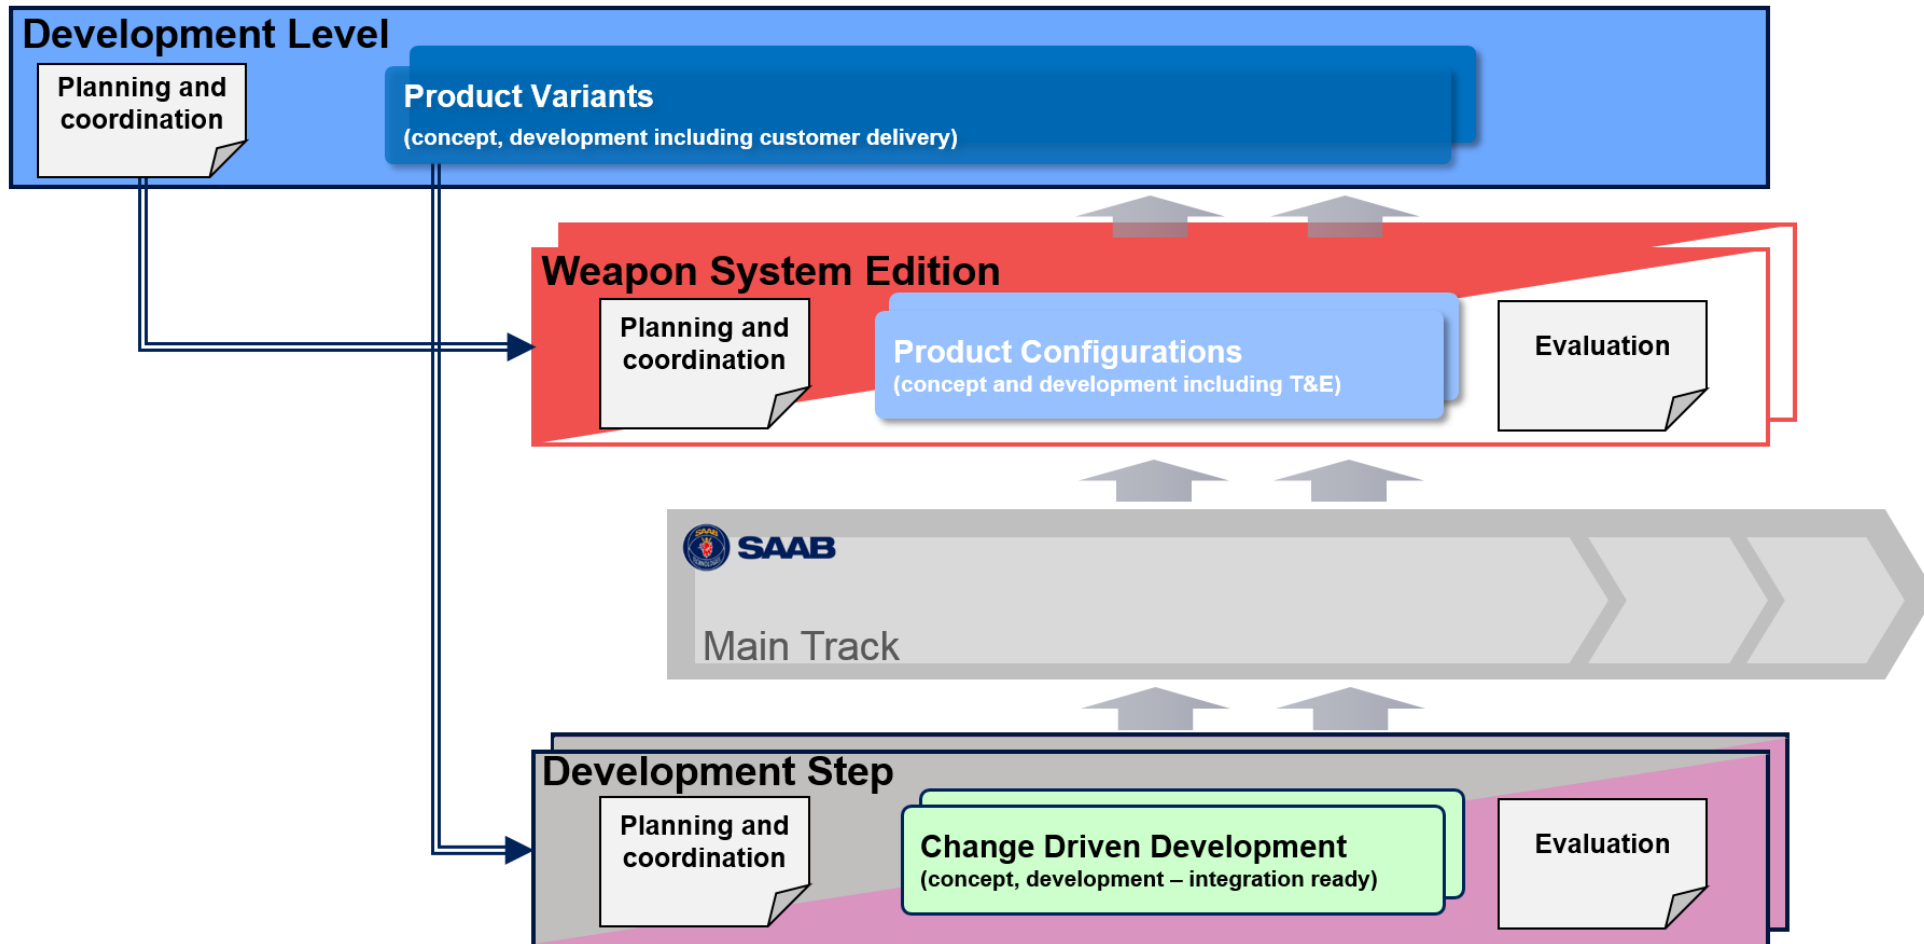 Development Level
Planning and
coordination
Product Variants
(concept, development including customer delivery)
Weapon System Edition
Planning and
coordination
Product Configurations
(concept and development including T&E)
Evaluation
SAAB
SAAB
Main Track
Development Step
Planning and
coordination
Change Driven Development
(concept, development – integration ready)
Evaluation